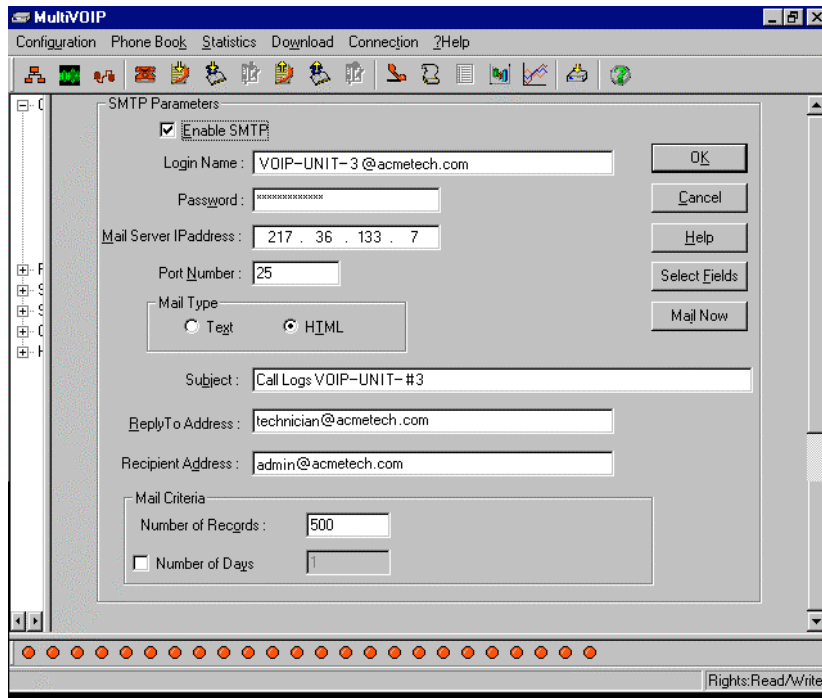 MultiVOIP
Configuration Phone Book Statistics Download Connection ?Help
SMTP Parameters
Enable SMTP
Login Name : VOIP-UNIT-3@acmetech.com
OK
Password : *************
Cancel
Mail Server IPaddress : 217 . 36 . 133 . 7
Help
Port Number : 25
Select Fields
Mail Type
Text HTML
Mail Now
Subject : Call Logs VOIP-UNIT-#3
ReplyTo Address : technician@acmetech.com
Recipient Address : admin@acmetech.com
Mail Criteria
Number of Records : 500
Number of Days 1
Rights:Read/Write